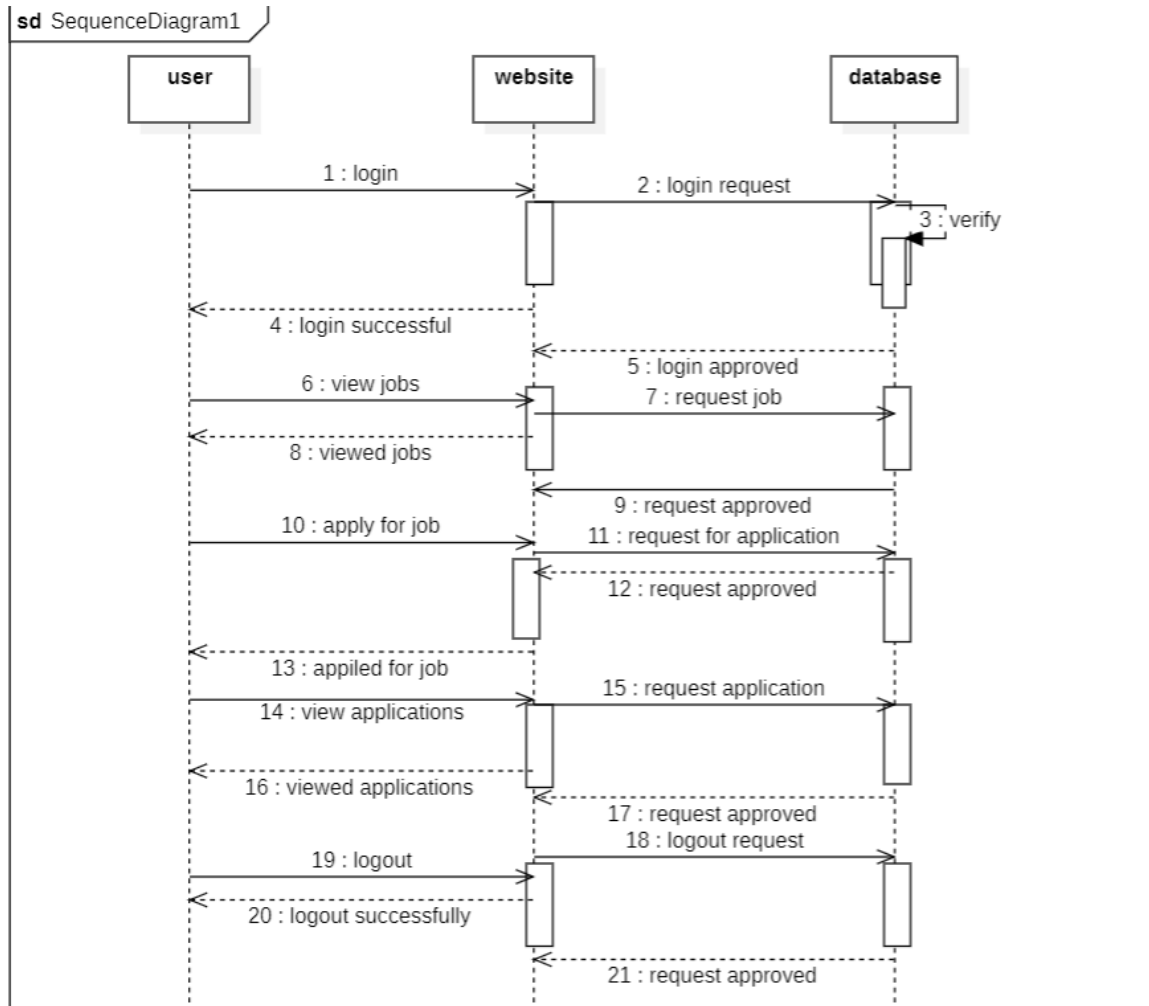 sd SequenceDiagram1
user
website
database
1 : login
2 : login request
3 : verify
4 : login successful
5 : login approved
6 : view jobs
7 : request job
8 : viewed jobs
9 : request approved
10 : apply for job
11 : request for application
12 : request approved
13 : appiled for job
14 : view applications
15 : request application
16 : viewed applications
17 : request approved
18 : logout request
19 : logout
20 : logout successfully
21 : request approved